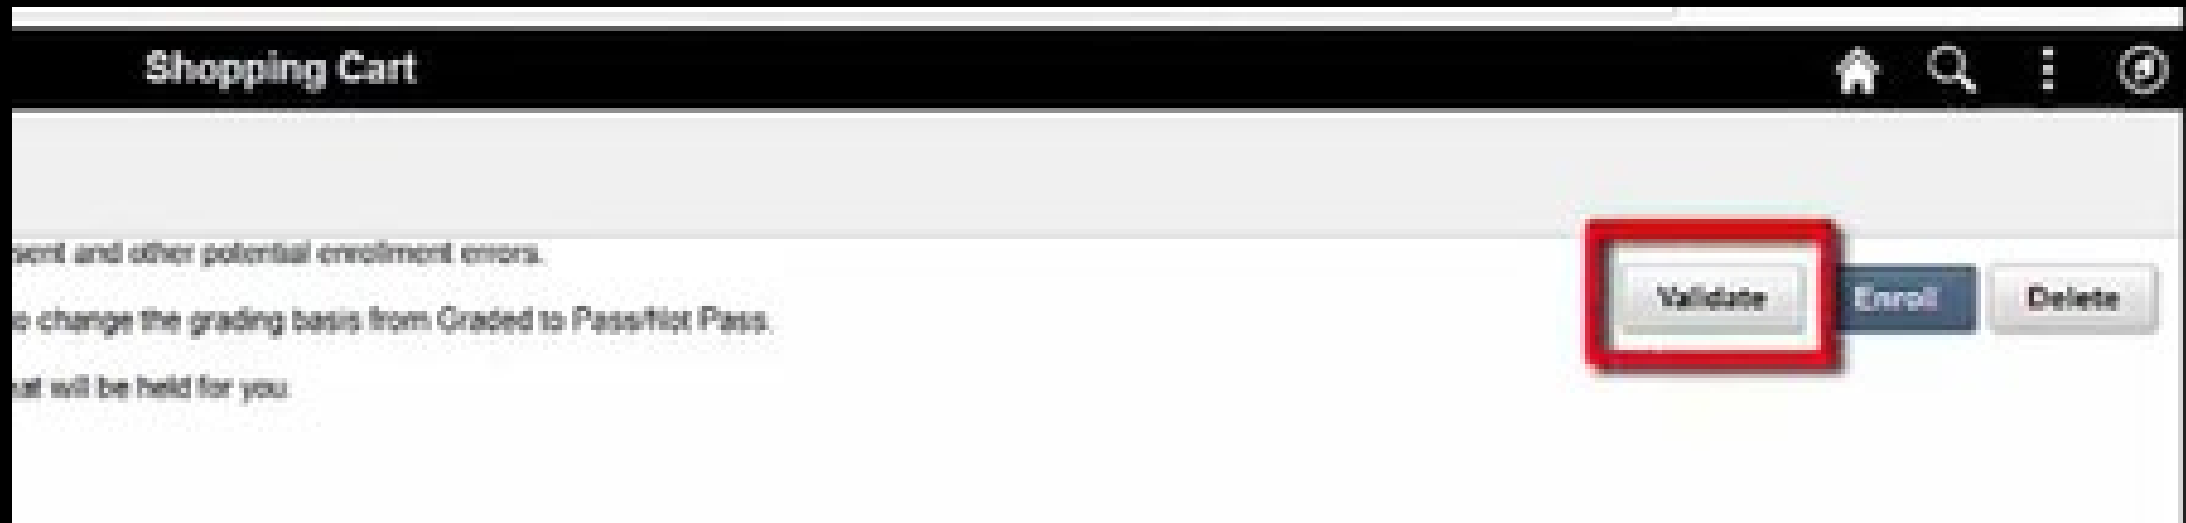 Shopping Cart
sent and other potential enrollment errors.
Validate
Enroll
Delete
o change the grading basis from Graded to Pass/Not Pass.
at will be held for you